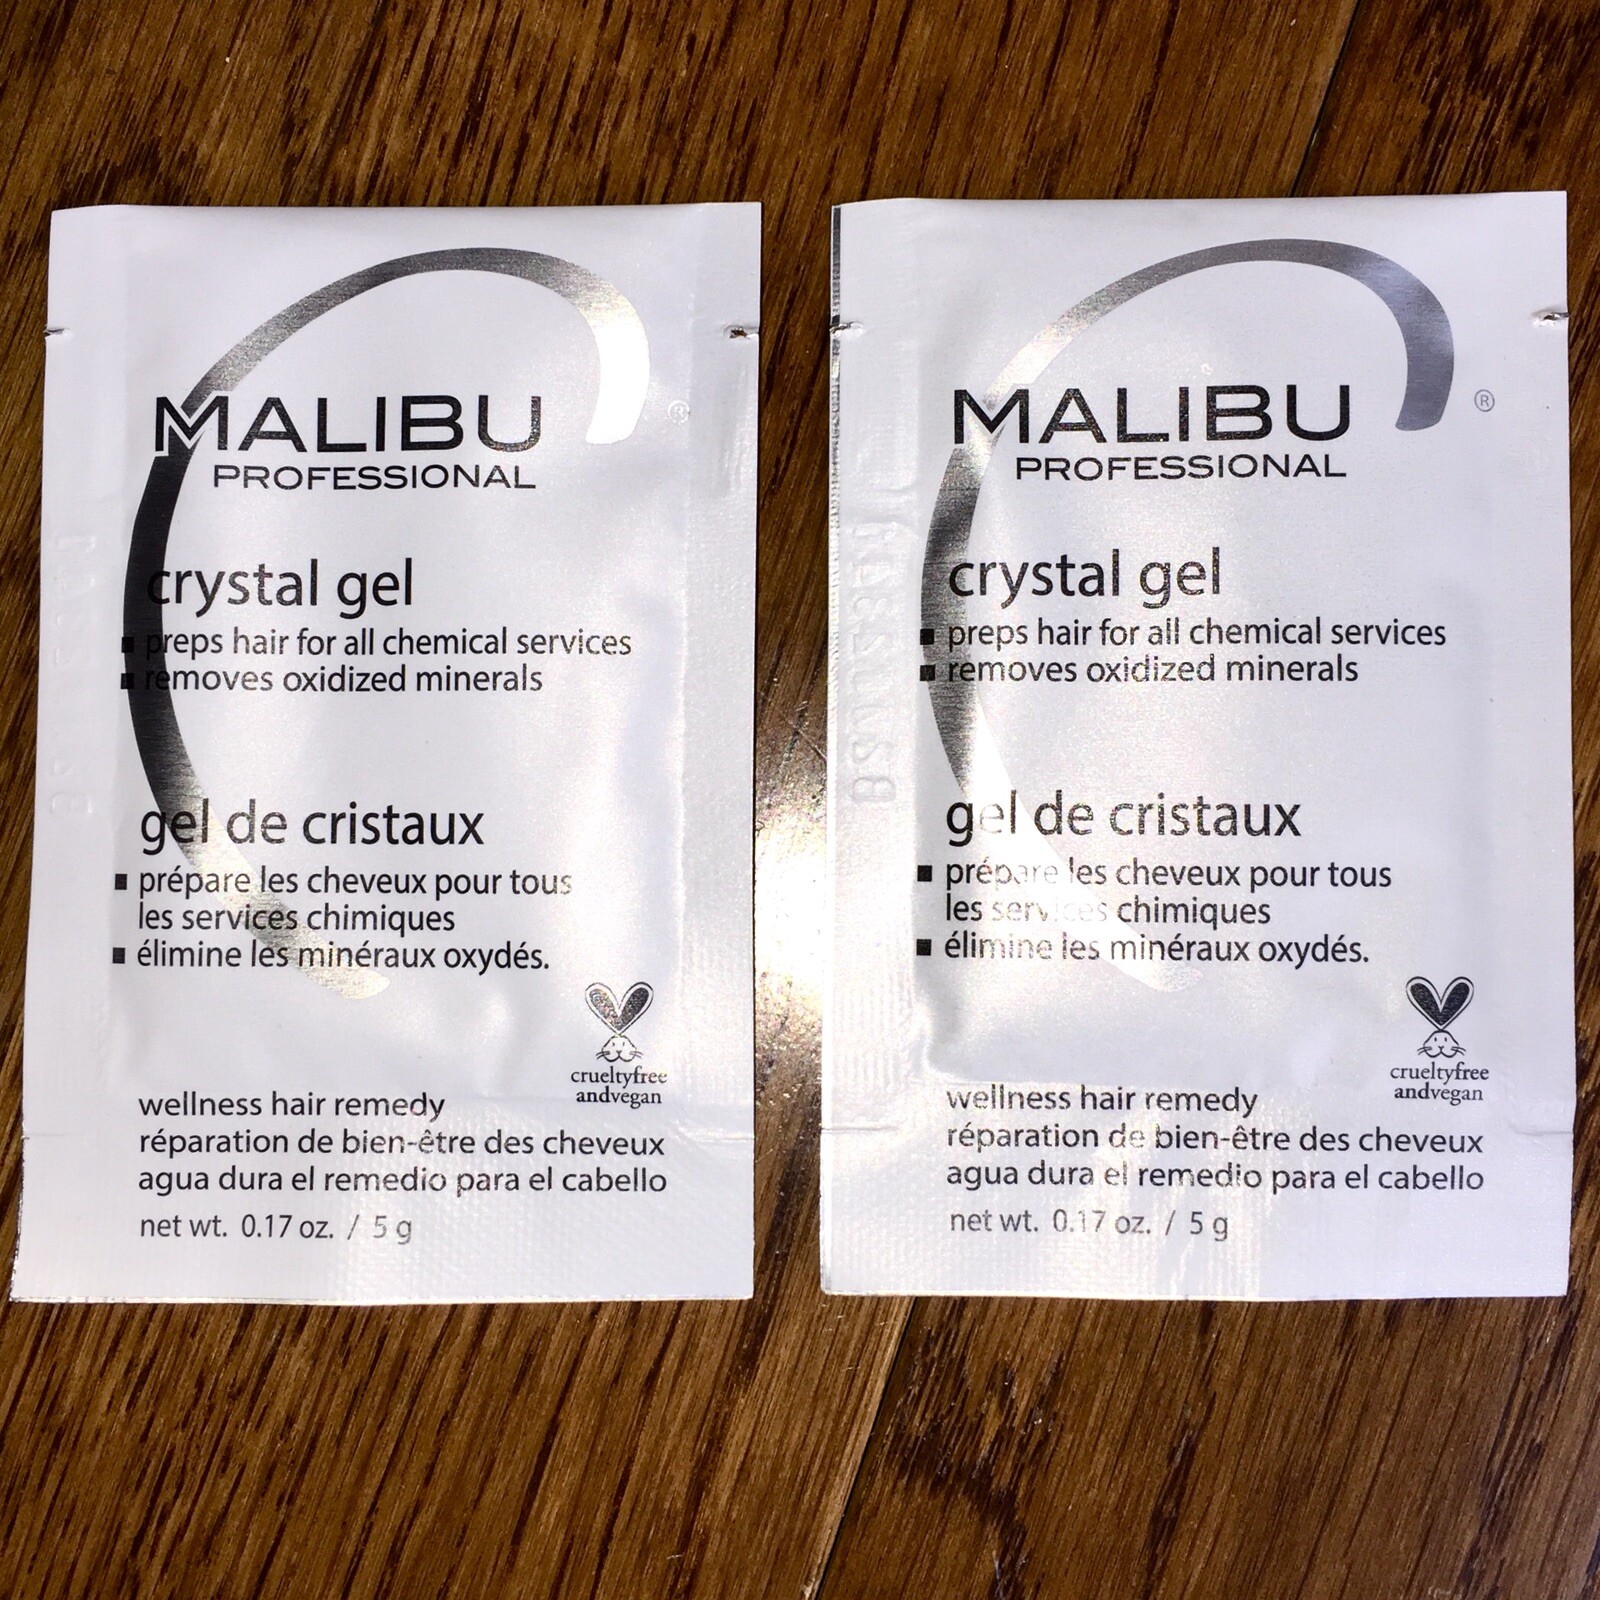 MALIBU
®
PROFESSIONAL
crystal gel
▪ preps hair for all chemical services
▪ removes oxidized minerals
gel de cristaux
▪ prépare les cheveux pour tous
les services chimiques
▪ élimine les minéraux oxydés.
crueltyfree
andvegan
wellness hair remedy
réparation de bien-être des cheveux
agua dura el remedio para el cabello
net wt. 0.17 oz. / 5 g
MALIBU
®
PROFESSIONAL
crystal gel
▪ preps hair for all chemical services
▪ removes oxidized minerals
gel de cristaux
▪ prépare les cheveux pour tous
les services chimiques
▪ élimine les minéraux oxydés.
crueltyfree
andvegan
wellness hair remedy
réparation de bien-être des cheveux
agua dura el remedio para el cabello
net wt. 0.17 oz. / 5 g